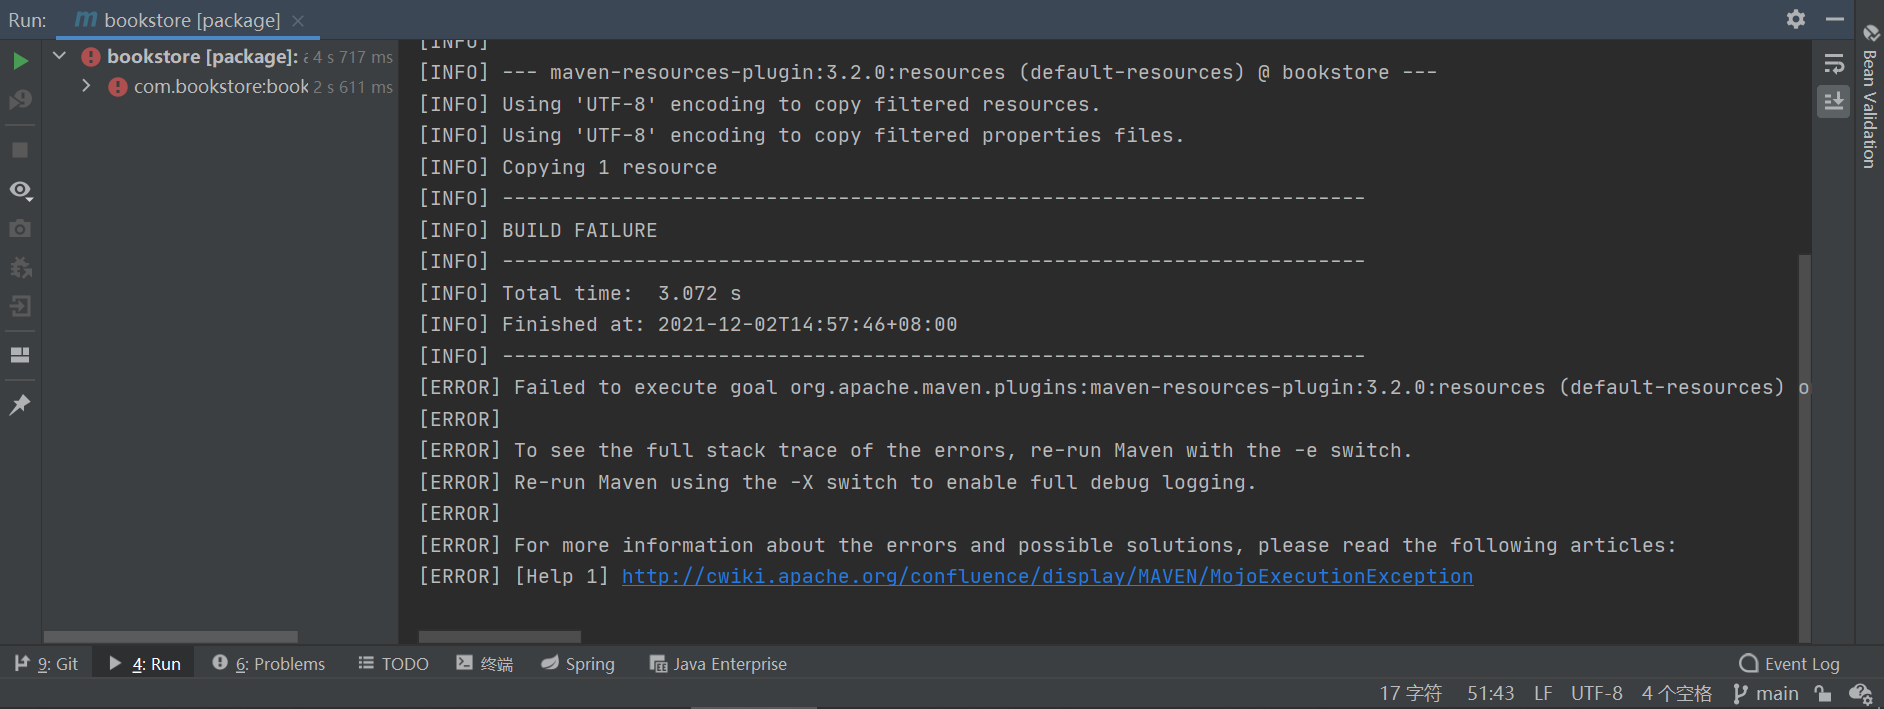 Run: bookstore [package]
bookstore [package]: 4 s 717 ms
com.bookstore:book 2 s 611 ms
[INFO]
[INFO] --- maven-resources-plugin:3.2.0:resources (default-resources) @ bookstore ---
[INFO] Using 'UTF-8' encoding to copy filtered resources.
[INFO] Using 'UTF-8' encoding to copy filtered properties files.
[INFO] Copying 1 resource
[INFO] ------------------------------------------------------------------------
[INFO] BUILD FAILURE
[INFO] ------------------------------------------------------------------------
[INFO] Total time:  3.072 s
[INFO] Finished at: 2021-12-02T14:57:46+08:00
[INFO] ------------------------------------------------------------------------
[ERROR] Failed to execute goal org.apache.maven.plugins:maven-resources-plugin:3.2.0:resources (default-resources)
[ERROR]
[ERROR] To see the full stack trace of the errors, re-run Maven with the -e switch.
[ERROR] Re-run Maven using the -X switch to enable full debug logging.
[ERROR]
[ERROR] For more information about the errors and possible solutions, please read the following articles:
[ERROR] [Help 1] http://cwiki.apache.org/confluence/display/MAVEN/MojoExecutionException
Bean Validation
9: Git 4: Run 6: Problems TODO 终端 Spring Java Enterprise Event Log
17 字符 51:43 LF UTF-8 4 个空格 main